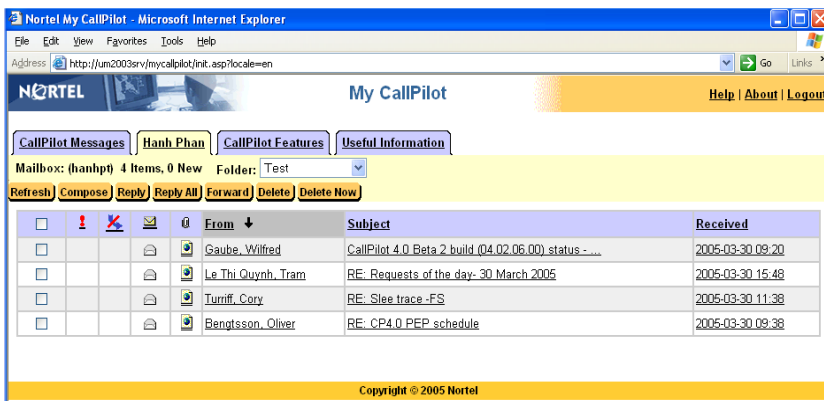 Nortel My CallPilot - Microsoft Internet Explorer
File Edit View Favorites Tools Help
Address http://um2003srv/mycallpilot/init.asp?locale=en Go Links »
NORTEL My CallPilot Help | About | Logout
CallPilot Messages Hanh Phan CallPilot Features Useful Information
Mailbox: (hanhpt) 4 Items, 0 New Folder: Test
Refresh Compose Reply Reply All Forward Delete Delete Now
From Subject Received
Gaube, Wilfred CallPilot 4.0 Beta 2 build (04.02.06.00) status - ... 2005-03-30 09:20
Le Thi Quynh, Tram RE: Requests of the day- 30 March 2005 2005-03-30 15:48
Turriff, Cory RE: Slee trace -FS 2005-03-30 11:38
Bengtsson, Oliver RE: CP4.0 PEP schedule 2005-03-30 09:38
Copyright © 2005 Nortel